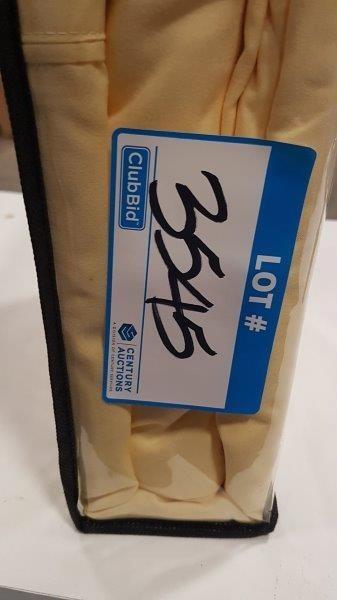 LOT #
3545
ClubBid
CENTURY
AUCTIONS